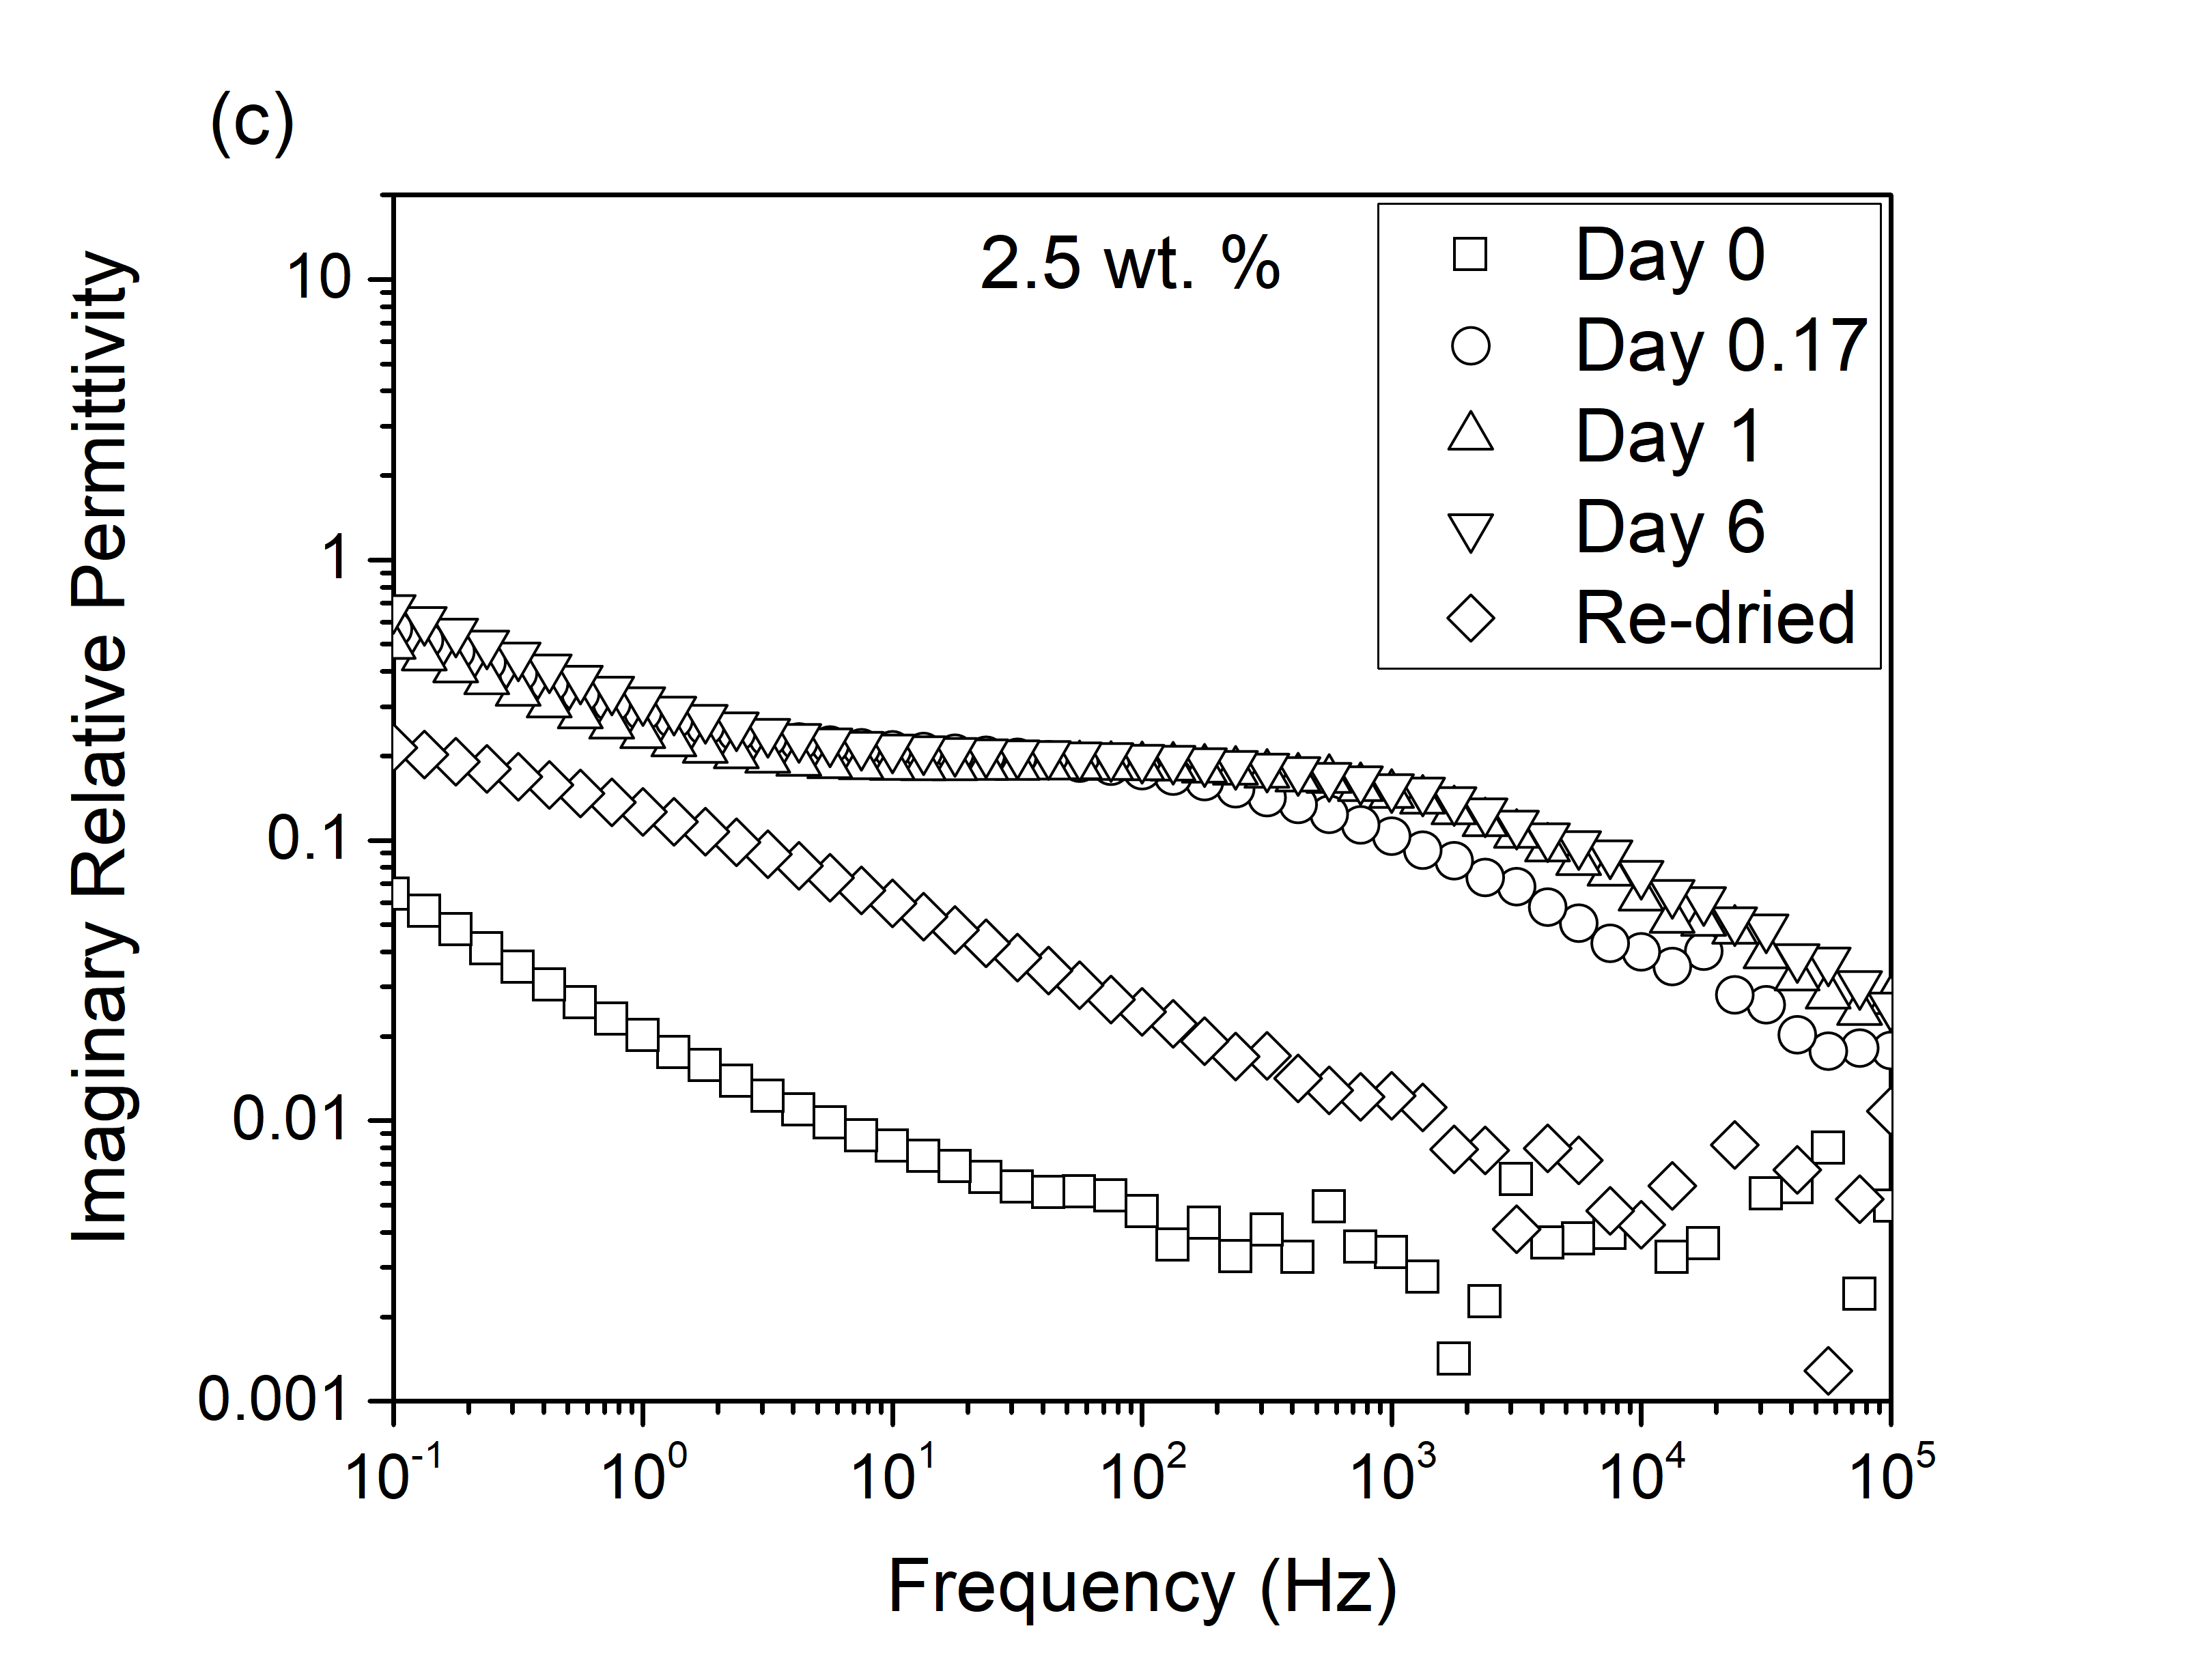 (c)
2.5 wt. %
Day 0
Day 0.17
Day 1
Day 6
Re-dried
Imaginary Relative Permittivity
10
1
0.1
0.01
0.001
10-1 100 101 102 103 104 105
Frequency (Hz)